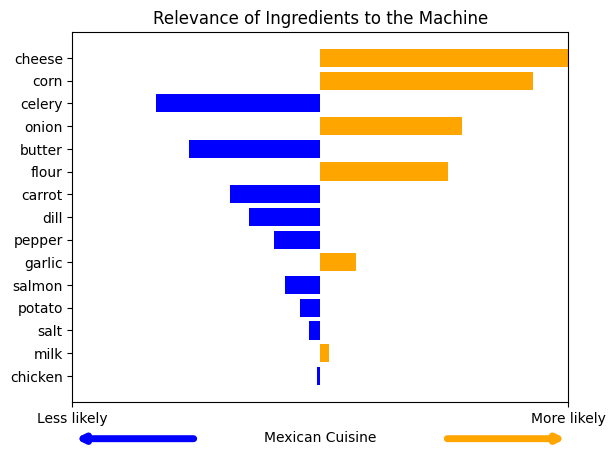 Relevance of Ingredients to the Machine
cheese
corn
celery
onion
butter
flour
carrot
dill
pepper
garlic
salmon
potato
salt
milk
chicken
Less likely
More likely
Mexican Cuisine